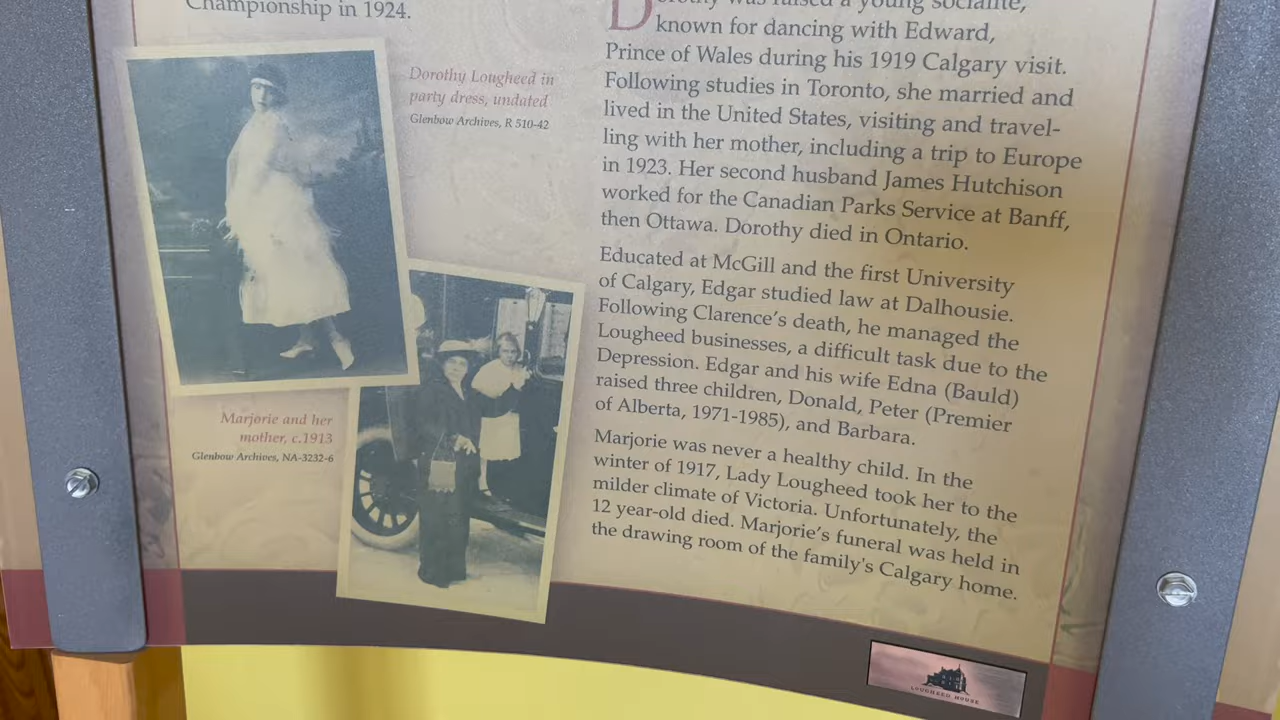 Championship in 1924.
Dorothy Lougheed in
party dress, undated
Glenbow Archives, R 510-42
Marjorie and her
mother, c.1913
Glenbow Archives, NA-3232-6
Dorothy was raised a young socialite,
known for dancing with Edward,
Prince of Wales during his 1919 Calgary visit.
Following studies in Toronto, she married and
lived in the United States, visiting and travel-
ling with her mother, including a trip to Europe
in 1923. Her second husband James Hutchison
worked for the Canadian Parks Service at Banff,
then Ottawa. Dorothy died in Ontario.
Educated at McGill and the first University
of Calgary, Edgar studied law at Dalhousie.
Following Clarence's death, he managed the
Lougheed businesses, a difficult task due to the
Depression. Edgar and his wife Edna (Bauld)
raised three children, Donald, Peter (Premier
of Alberta, 1971-1985), and Barbara.
Marjorie was never a healthy child. In the
winter of 1917, Lady Lougheed took her to the
milder climate of Victoria. Unfortunately, the
12 year-old died. Marjorie's funeral was held in
the drawing room of the family's Calgary home.
LOUGHEED HOUSE